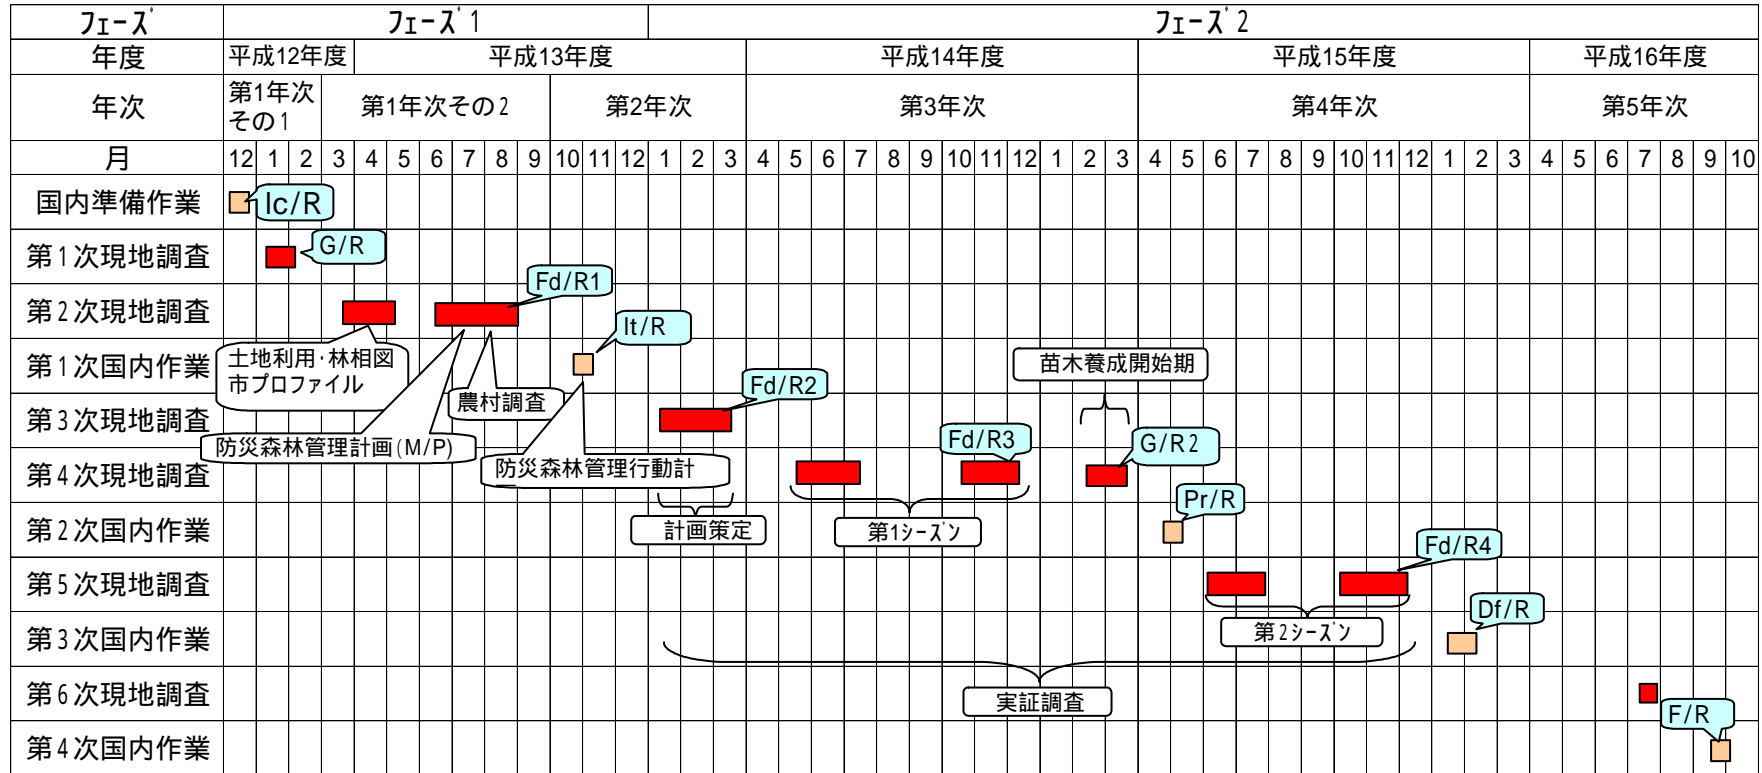 ﾌｪｰｽﾞ ﾌｪｰｽﾞ1 ﾌｪｰｽﾞ2
年度 平成12年度 平成13年度 平成14年度 平成15年度 平成16年度
年次 第1年次その1 第1年次その2 第2年次 第3年次 第4年次 第5年次
月 12 1 2 3 4 5 6 7 8 9 10 11 12 1 2 3 4 5 6 7 8 9 10 11 12 1 2 3 4 5 6 7 8 9 10 11 12 1 2 3 4 5 6 7 8 9 10
国内準備作業 Ic/R
第1次現地調査 G/R
第2次現地調査 Fd/R1
It/R
第1次国内作業 土地利用･林相図
市プロファイル
苗木養成開始期
農村調査
Fd/R2
第3次現地調査
防災森林管理計画(M/P)
Fd/R3
G/R2
第4次現地調査 防災森林管理行動計
Pr/R
第2次国内作業 計画策定 第1ｼｰｽﾞﾝ
Fd/R4
第5次現地調査
Df/R
第3次国内作業 第2ｼｰｽﾞﾝ
第6次現地調査 実証調査
F/R
第4次国内作業